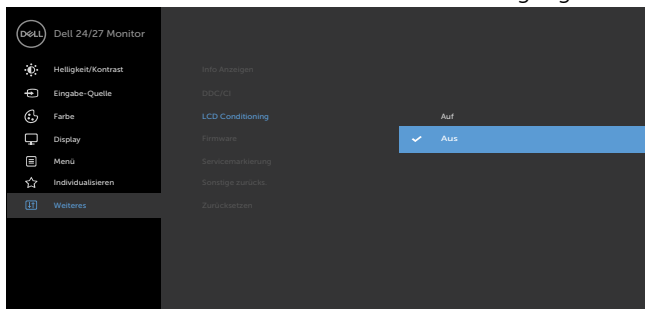 DELL Dell 24/27 Monitor
Helligkeit/Kontrast
Eingabe-Quelle
Farbe
Display
Menü
Individualisieren
Weiteres
Info Anzeigen
DDC/CI
LCD Conditioning
Firmware
Servicemarkierung
Sonstige zurücks.
Zurücksetzen
Auf
Aus